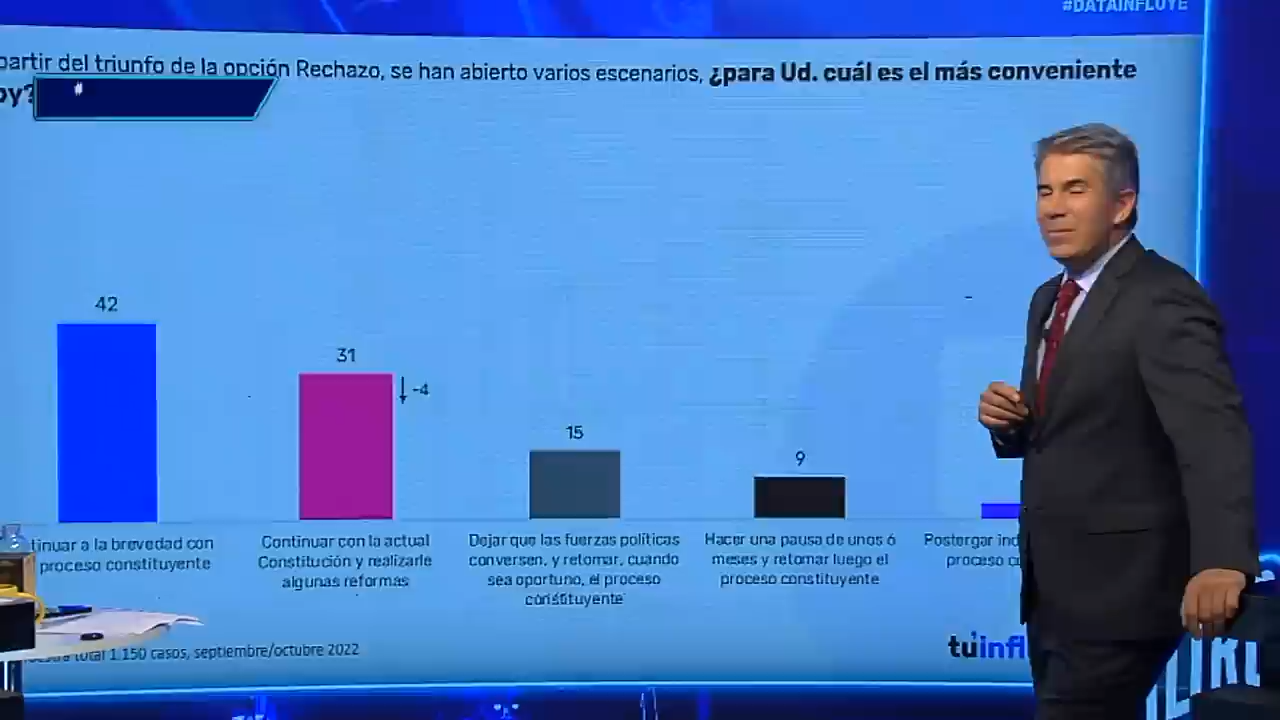 #DATAINFLUYE
partir del triunfo de la opción Rechazo, se han abierto varios escenarios, ¿para Ud. cuál es el más conveniente
oy?
#
42
31
↓ -4
15
9
tinuar a la brevedad con
proceso constituyente
Continuar con la actual
Constitución y realizarle
algunas reformas
Dejar que las fuerzas políticas
conversen, y retomar, cuando
sea oportuno, el proceso
constituyente
Hacer una pausa de unos 6
meses y retomar luego el
proceso constituyente
Postergar ind
proceso co
estra total 1.150 casos, septiembre/octubre 2022
túinfl